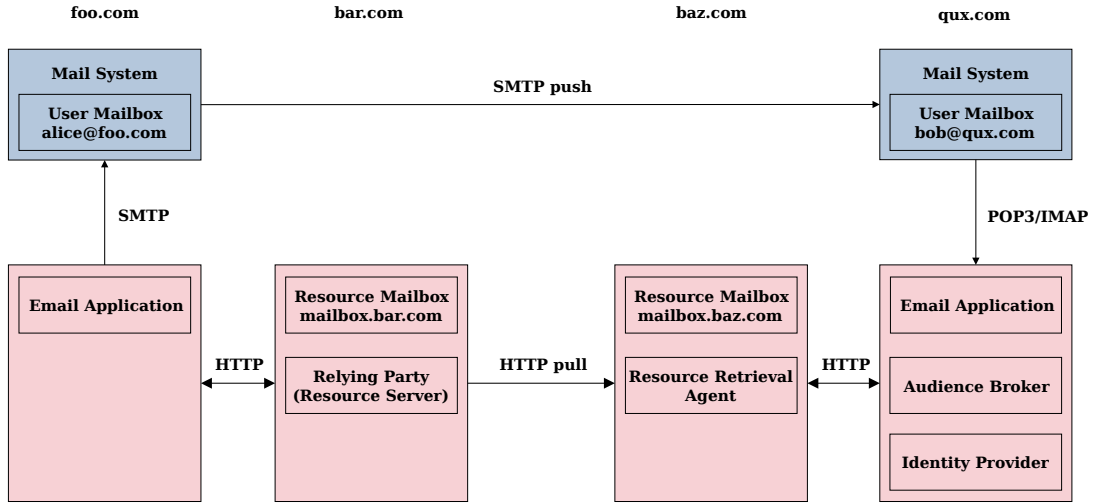 foo.com
bar.com
baz.com
qux.com
Mail System
User Mailbox
alice@foo.com
SMTP push
Mail System
User Mailbox
bob@qux.com
SMTP
POP3/IMAP
Email Application
Resource Mailbox
mailbox.bar.com
Resource Mailbox
mailbox.baz.com
Email Application
HTTP
Relying Party
(Resource Server)
HTTP pull
Resource Retrieval
Agent
HTTP
Audience Broker
Identity Provider